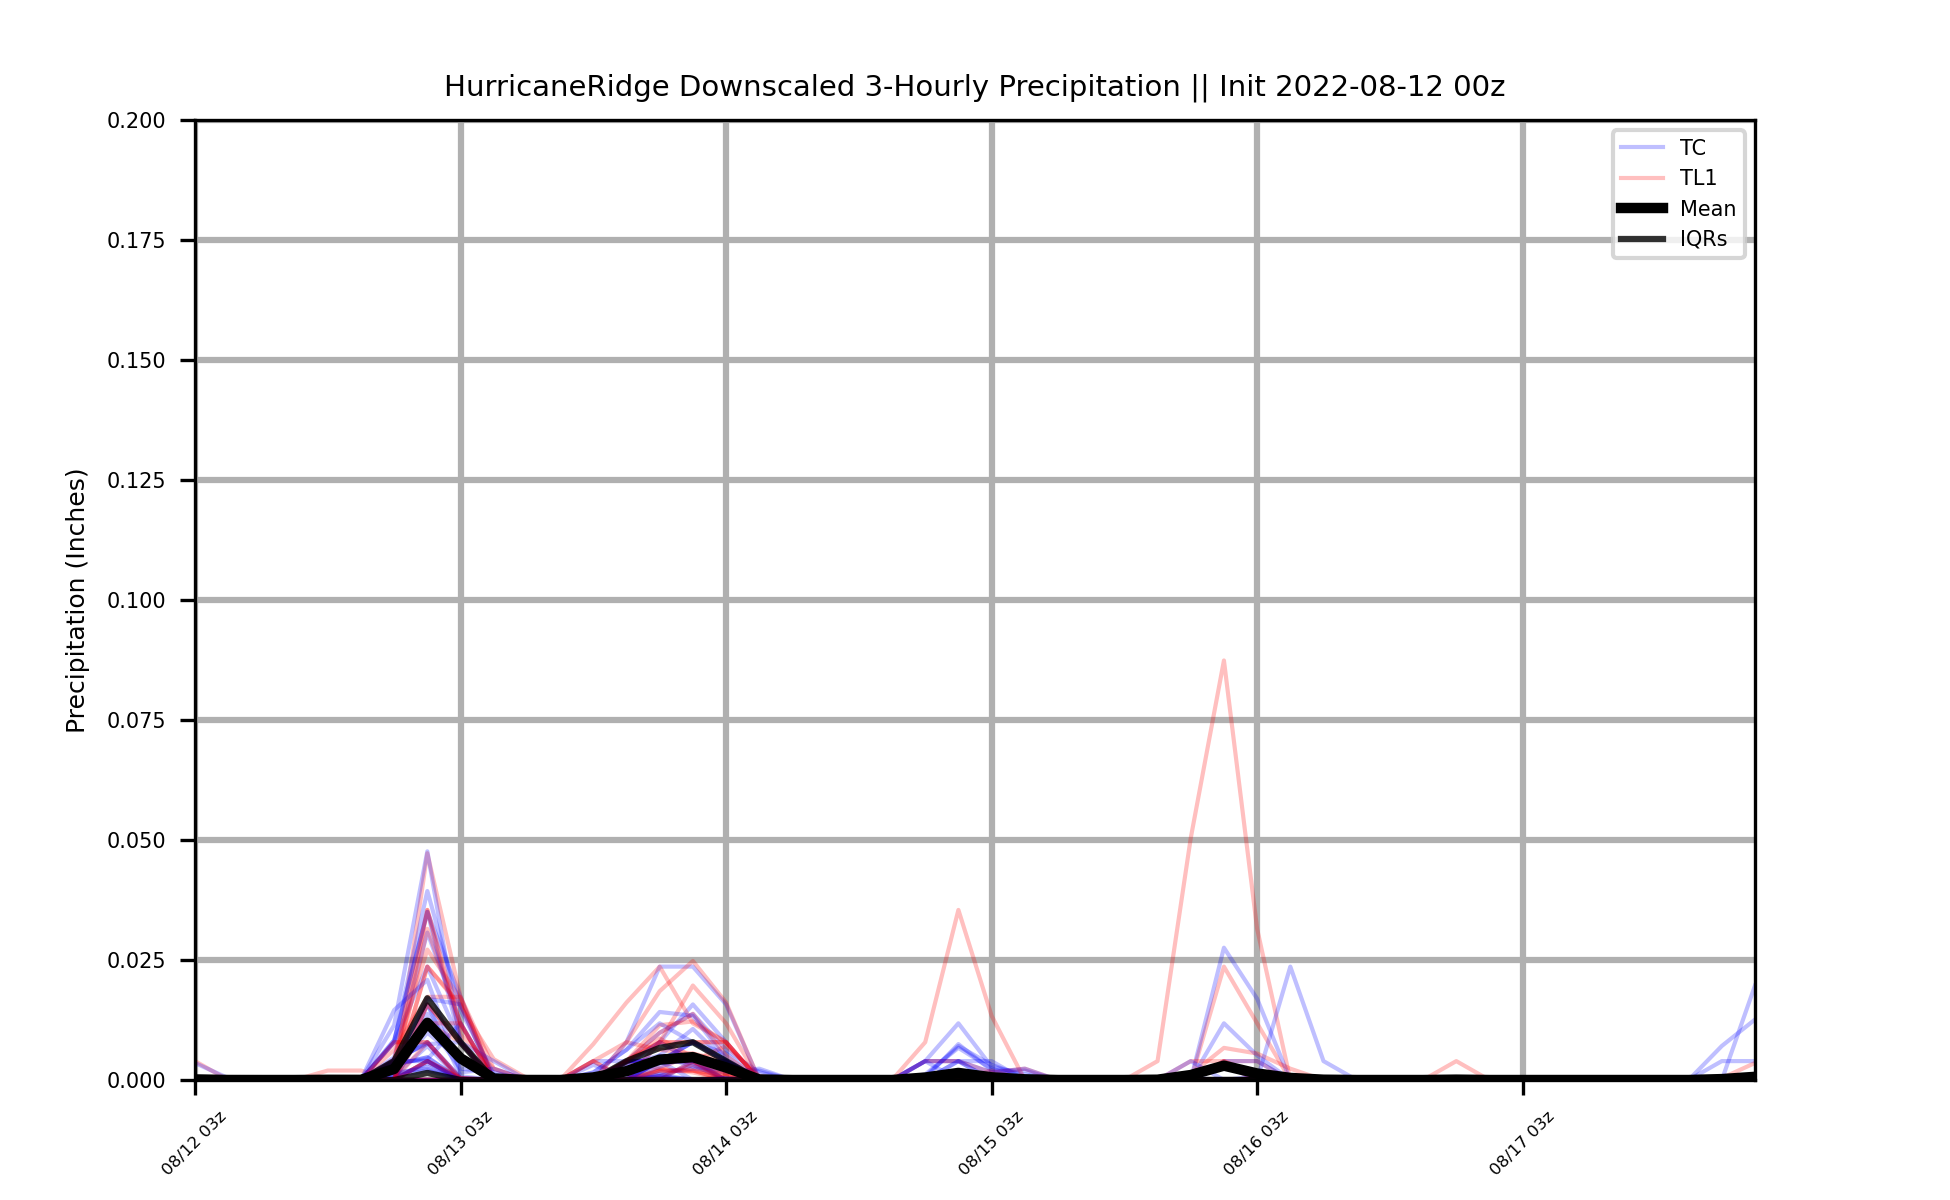 HurricaneRidge Downscaled 3-Hourly Precipitation || Init 2022-08-12 00z
TC
TL1
Mean
IQRs
Precipitation (Inches)
0.200
0.175
0.150
0.125
0.100
0.075
0.050
0.025
0.000
08/12 03z
08/13 03z
08/14 03z
08/15 03z
08/16 03z
08/17 03z